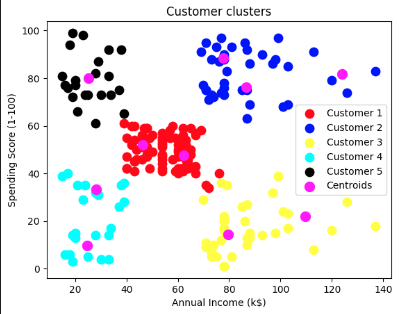 Customer clusters
100
80
60
40
20
0
Spending Score (1-100)
Customer 1
Customer 2
Customer 3
Customer 4
Customer 5
Centroids
20 40 60 80 100 120 140
Annual Income (k$)